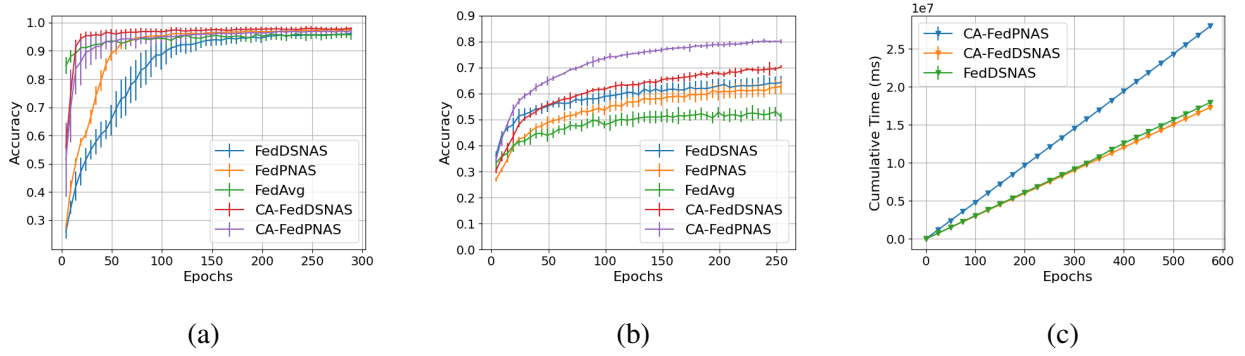 1.0
0.9
0.8
0.7
0.6
0.5
0.4
0.3
Accuracy
0
50
100
150
200
250
300
Epochs
FedDSNAS
FedPNAS
FedAvg
CA-FedDSNAS
CA-FedPNAS
(a)
0.9
0.8
0.7
0.6
0.5
0.4
0.3
0.2
0.1
0.0
Accuracy
0
50
100
150
200
250
Epochs
FedDSNAS
FedPNAS
FedAvg
CA-FedDSNAS
CA-FedPNAS
(b)
1e7
2.5
2.0
1.5
1.0
0.5
0.0
Cumulative Time (ms)
0
100
200
300
400
500
600
Epochs
CA-FedPNAS
CA-FedDSNAS
FedDSNAS
(c)